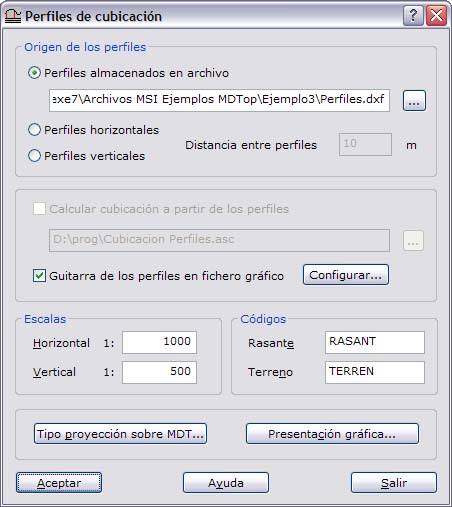 Perfiles de cubicación
Origen de los perfiles
Perfiles almacenados en archivo
exe7\Archivos MSI Ejemplos MDTop\Ejemplo3\Perfiles.dxf
...
Perfiles horizontales
Perfiles verticales
Distancia entre perfiles 10 m
Calcular cubicación a partir de los perfiles
D:\prog\Cubicacion Perfiles.asc
...
Guitarra de los perfiles en fichero gráfico
Configurar...
Escalas
Horizontal 1: 1000
Vertical 1: 500
Códigos
Rasante RASANT
Terreno TERREN
Tipo proyección sobre MDT...
Presentación gráfica...
Aceptar
Ayuda
Salir